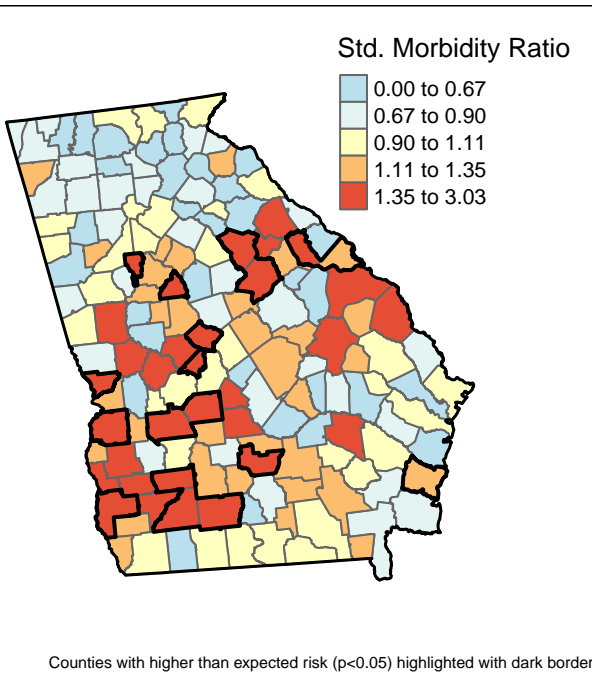 Std. Morbidity Ratio
0.00 to 0.67
0.67 to 0.90
0.90 to 1.11
1.11 to 1.35
1.35 to 3.03
Counties with higher than expected risk (p<0.05) highlighted with dark border